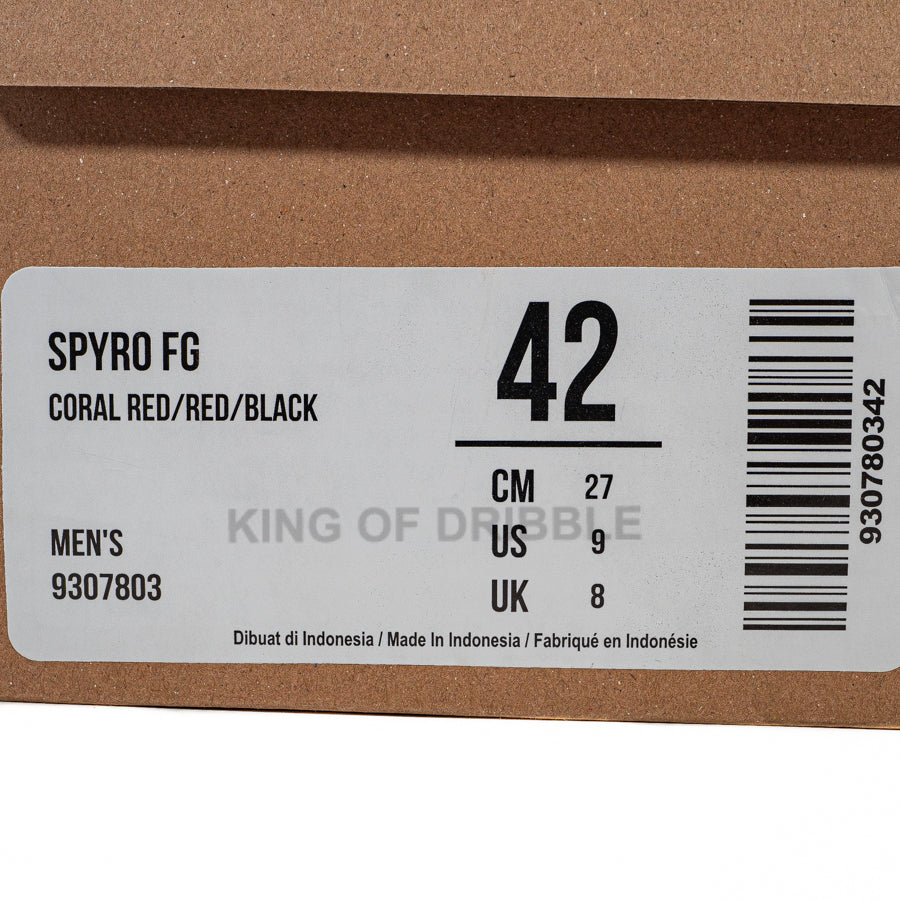 SPYRO FG
CORAL RED/RED/BLACK
MEN'S
9307803
42
CM 27
US 9
UK 8
KING OF DRIBBLE
Dibuat di Indonesia / Made In Indonesia / Fabriqué en Indonésie
930780342